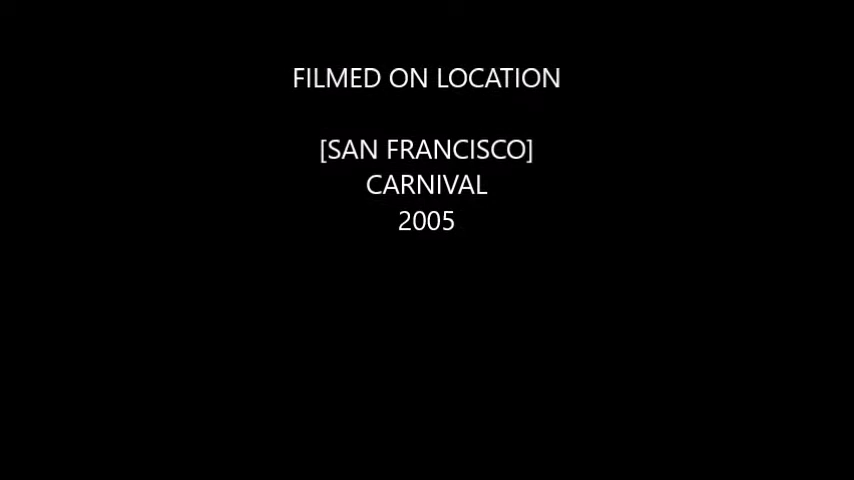 FILMED ON LOCATION
[SAN FRANCISCO]
CARNIVAL
2005